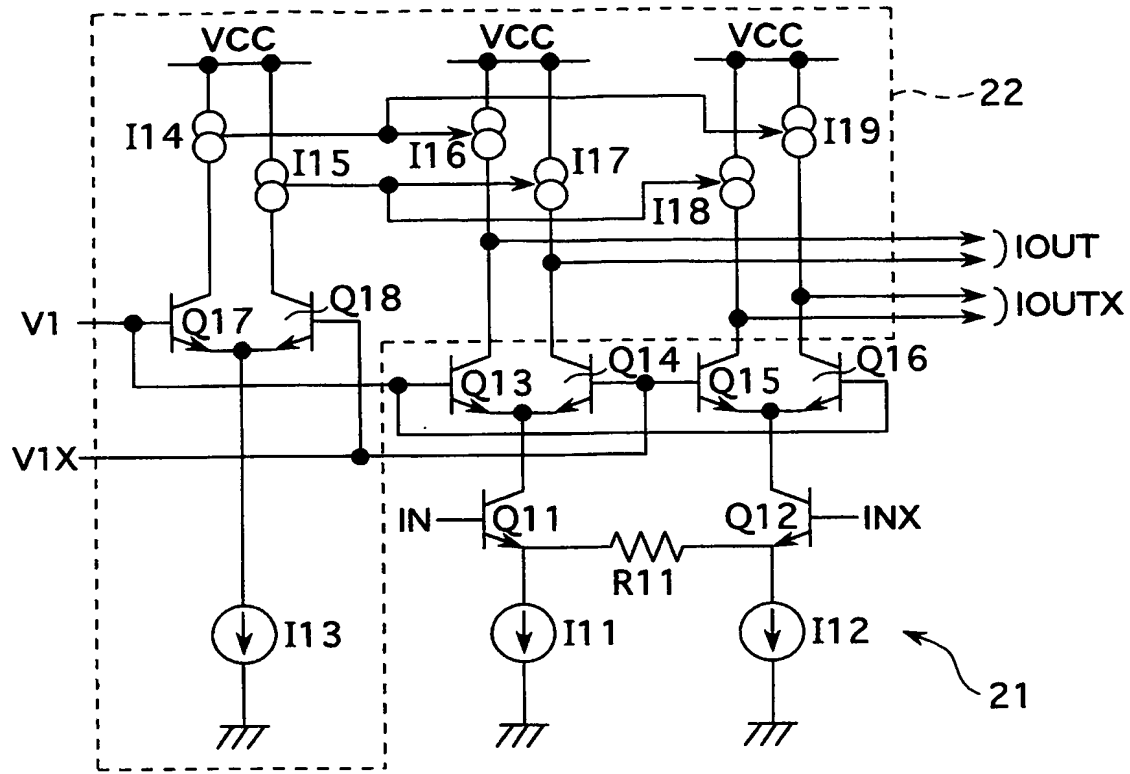 VCC VCC VCC
22
I14 I16 I19
I15 I17
I18
IOUT
IOUTX
V1 Q17 Q18
Q13 Q14 Q15 Q16
V1X
IN Q11 Q12 INX
R11
I13 I11 I12
21